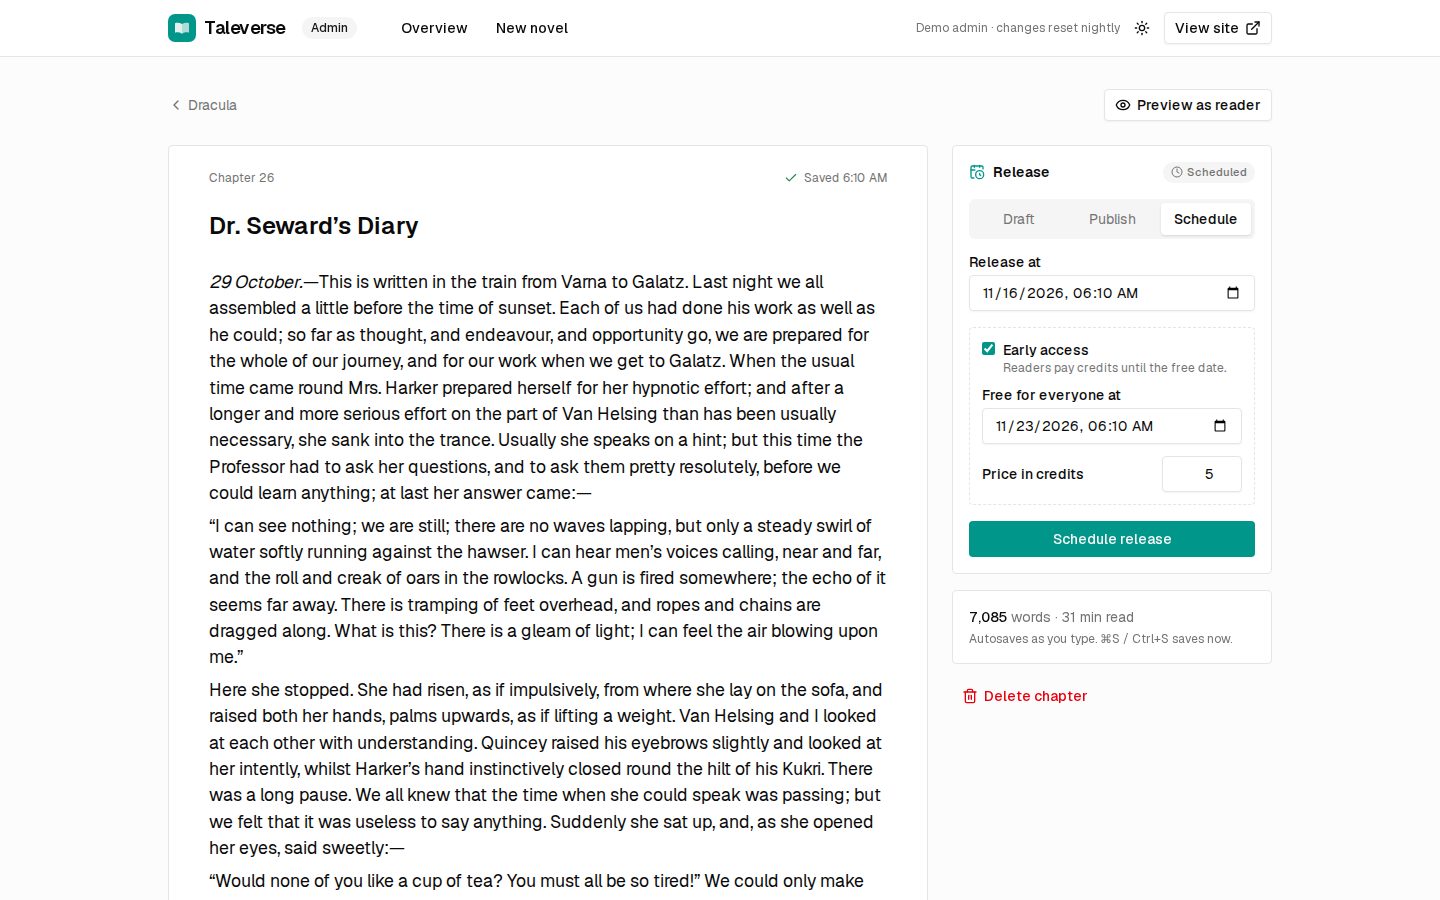 Taleverse Admin Overview New novel Demo admin · changes reset nightly View site
Dracula Preview as reader
Chapter 26 Saved 6:10 AM
Dr. Seward’s Diary
29 October.—This is written in the train from Varna to Galatz. Last night we all
assembled a little before the time of sunset. Each of us had done his work as well as
he could; so far as thought, and endeavour, and opportunity go, we are prepared for
the whole of our journey, and for our work when we get to Galatz. When the usual
time came round Mrs. Harker prepared herself for her hypnotic effort; and after a
longer and more serious effort on the part of Van Helsing than has been usually
necessary, she sank into the trance. Usually she speaks on a hint; but this time the
Professor had to ask her questions, and to ask them pretty resolutely, before we
could learn anything; at last her answer came:—
“I can see nothing; we are still; there are no waves lapping, but only a steady swirl of
water softly running against the hawser. I can hear men’s voices calling, near and far,
and the roll and creak of oars in the rowlocks. A gun is fired somewhere; the echo of it
seems far away. There is tramping of feet overhead, and ropes and chains are
dragged along. What is this? There is a gleam of light; I can feel the air blowing upon
me.”
Here she stopped. She had risen, as if impulsively, from where she lay on the sofa, and
raised both her hands, palms upwards, as if lifting a weight. Van Helsing and I looked
at each other with understanding. Quincey raised his eyebrows slightly and looked at
her intently, whilst Harker’s hand instinctively closed round the hilt of his Kukri. There
was a long pause. We all knew that the time when she could speak was passing; but
we felt that it was useless to say anything. Suddenly she sat up, and, as she opened
her eyes, said sweetly:—
“Would none of you like a cup of tea? You must all be so tired!” We could only make
Release Scheduled
Draft Publish Schedule
Release at
11/16/2026, 06:10 AM
Early access
Readers pay credits until the free date.
Free for everyone at
11/23/2026, 06:10 AM
Price in credits 5
Schedule release
7,085 words · 31 min read
Autosaves as you type. ⌘S / Ctrl+S saves now.
Delete chapter